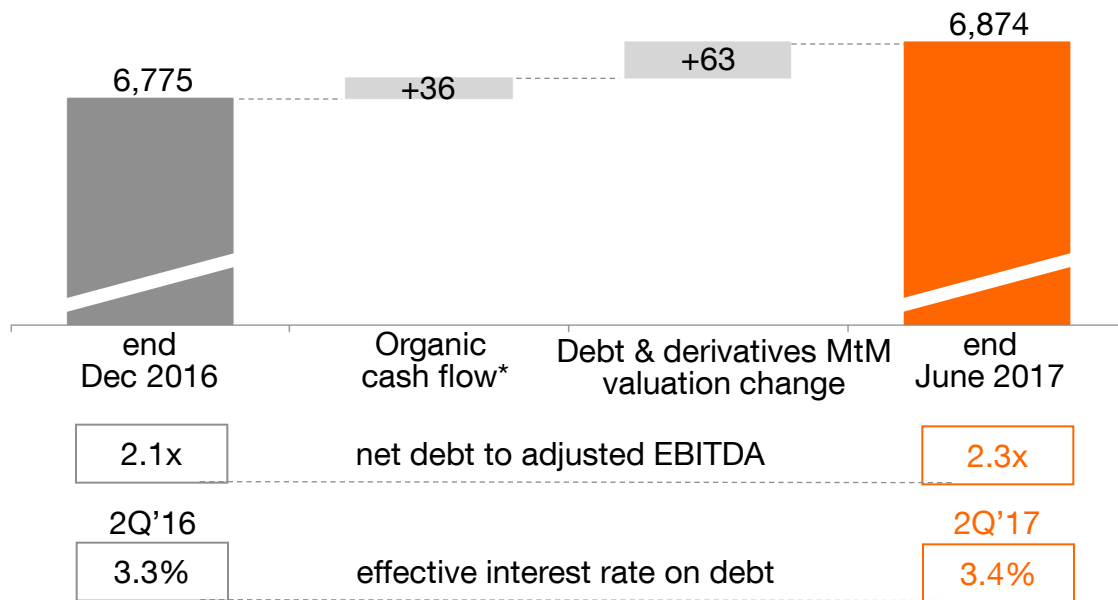 6,775
+36
+63
6,874
end
Dec 2016
Organic
cash flow*
Debt & derivatives MtM
valuation change
end
June 2017
2.1x
net debt to adjusted EBITDA
2.3x
2Q’16
2Q’17
3.3%
effective interest rate on debt
3.4%